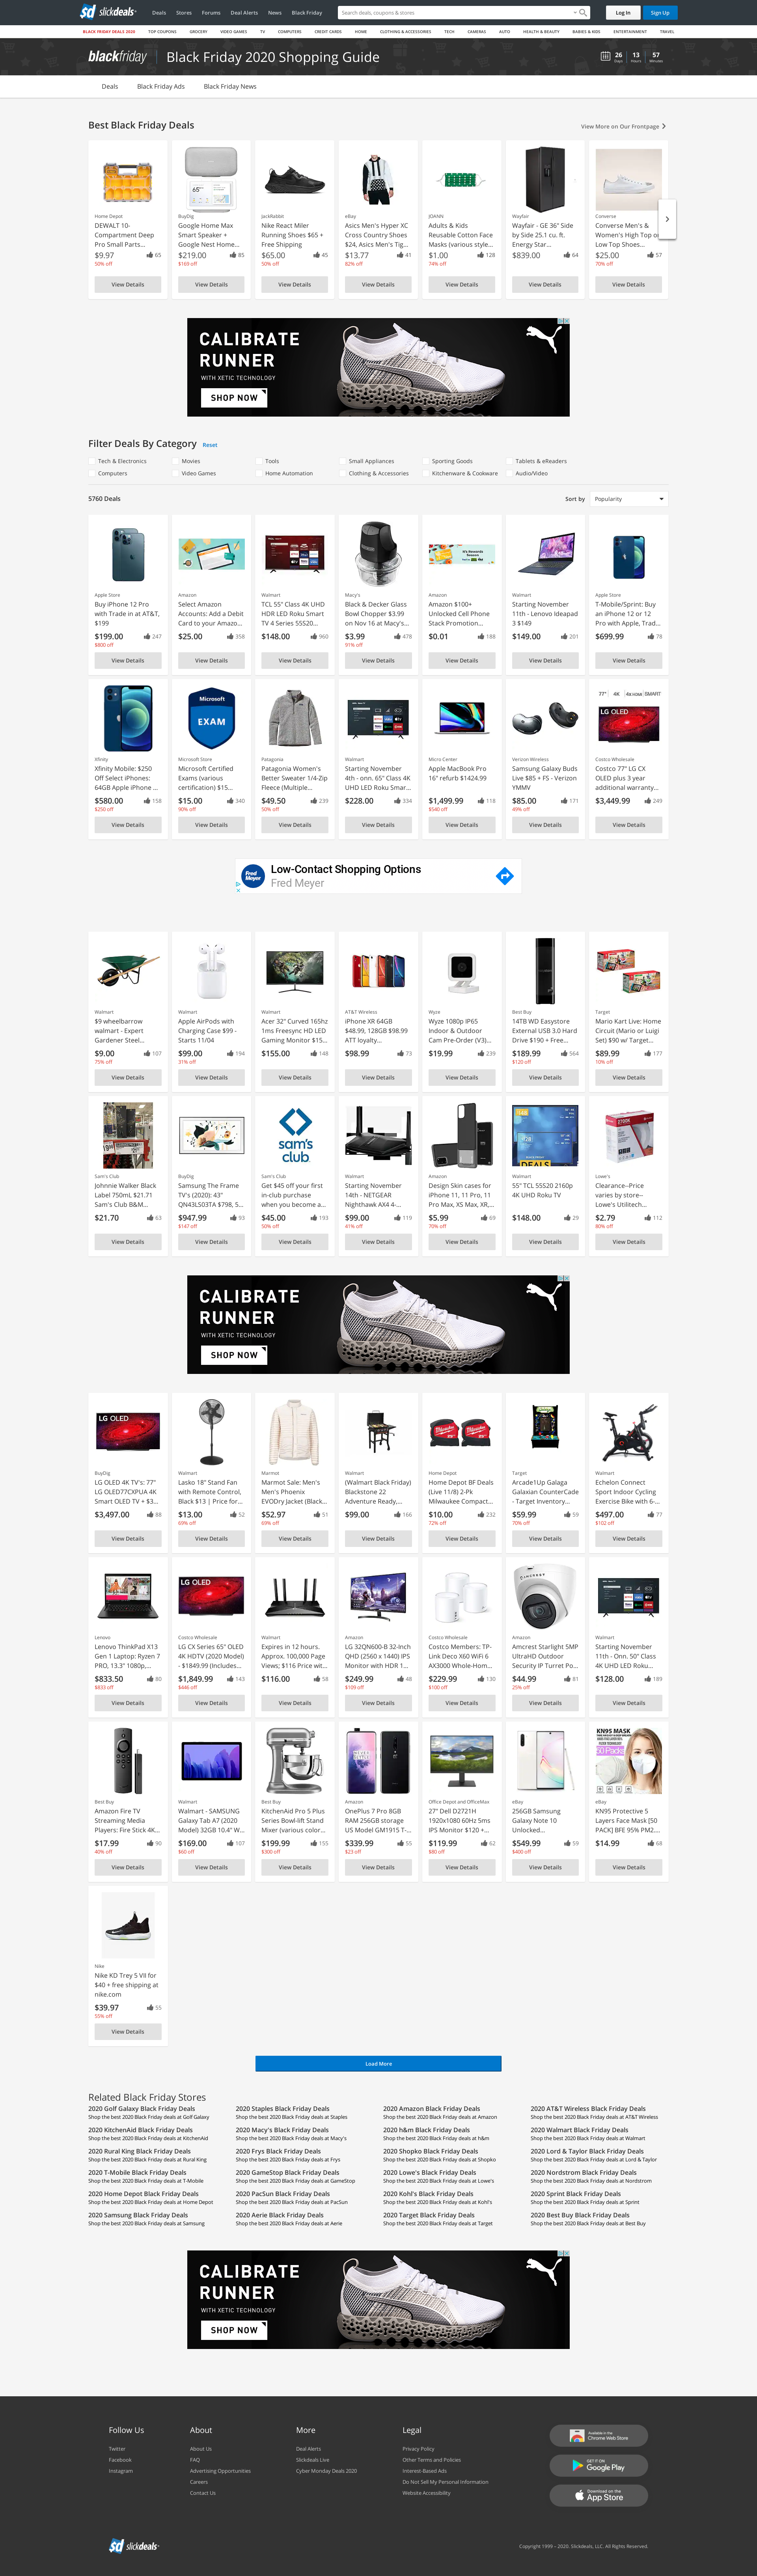 slickdeals
Deals Stores Forums Deal Alerts News Black Friday
Search deals, coupons & stores
Log In Sign Up
BLACK FRIDAY DEALS 2020 TOP COUPONS GROCERY VIDEO GAMES TV COMPUTERS CREDIT CARDS HOME CLOTHING & ACCESSORIES TECH CAMERAS AUTO HEALTH & BEAUTY BABIES & KIDS ENTERTAINMENT TRAVEL
blackfriday Black Friday 2020 Shopping Guide
26 Days 13 Hours 57 Minutes
Deals Black Friday Ads Black Friday News
Best Black Friday Deals
View More on Our Frontpage
Home Depot
DEWALT 10-
Compartment Deep
Pro Small Parts...
$9.97 65
50% off
View Details
BuyDig
Google Home Max
Smart Speaker +
Google Nest Home...
$219.00 85
$169 off
View Details
JackRabbit
Nike React Miler
Running Shoes $65 +
Free Shipping
$65.00 45
50% off
View Details
eBay
Asics Men's Hyper XC
Cross Country Shoes
$24, Asics Men's Tig...
$13.77 41
82% off
View Details
JOANN
Adults & Kids
Reusable Cotton Face
Masks (various style...
$1.00 128
74% off
View Details
Wayfair
Wayfair - GE 36" Side
by Side 25.1 cu. ft.
Energy Star...
$839.00 64
View Details
Converse
Converse Men's &
Women's High Top or
Low Top Shoes...
$25.00 57
70% off
View Details
CALIBRATE
RUNNER
WITH XETIC TECHNOLOGY
SHOP NOW
Filter Deals By Category Reset
Tech & Electronics Movies Tools Small Appliances Sporting Goods Tablets & eReaders
Computers Video Games Home Automation Clothing & Accessories Kitchenware & Cookware Audio/Video
5760 Deals
Sort by Popularity
Apple Store
Buy iPhone 12 Pro
with Trade in at AT&T,
$199
$199.00 247
$800 off
View Details
Amazon
Select Amazon
Accounts: Add a Debit
Card to your Amazo...
$25.00 358
View Details
Walmart
TCL 55" Class 4K UHD
HDR LED Roku Smart
TV 4 Series 55S20...
$148.00 960
View Details
Macy's
Black & Decker Glass
Bowl Chopper $3.99
on Nov 16 at Macy's...
$3.99 478
91% off
View Details
Amazon
Amazon $100+
Unlocked Cell Phone
Stack Promotion...
$0.01 188
View Details
Walmart
Starting November
11th - Lenovo Ideapad
3 $149
$149.00 201
View Details
Apple Store
T-Mobile/Sprint: Buy
an iPhone 12 or 12
Pro with Apple, Trad...
$699.99 78
View Details
Xfinity
Xfinity Mobile: $250
Off Select iPhones:
64GB Apple iPhone ...
$580.00 158
$250 off
View Details
Microsoft
EXAM
Microsoft Store
Microsoft Certified
Exams (various
certification) $15...
$15.00 340
90% off
View Details
Patagonia
Patagonia Women's
Better Sweater 1/4-Zip
Fleece (Multiple...
$49.50 239
50% off
View Details
Walmart
Starting November
4th - onn. 65" Class 4K
UHD LED Roku Smar...
$228.00 334
View Details
Micro Center
Apple MacBook Pro
16" refurb $1424.99
$1,499.99 118
$540 off
View Details
Verizon Wireless
Samsung Galaxy Buds
Live $85 + FS - Verizon
YMMV
$85.00 171
49% off
View Details
77" 4K 4x HDMI SMART
LG OLED
Costco Wholesale
Costco 77" LG CX
OLED plus 3 year
additional warranty...
$3,449.99 249
View Details
Fred Meyer
Low-Contact Shopping Options
Fred Meyer
Walmart
$9 wheelbarrow
walmart - Expert
Gardener Steel...
$9.00 107
75% off
View Details
Walmart
Apple AirPods with
Charging Case $99 -
Starts 11/04
$99.00 194
31% off
View Details
Walmart
Acer 32" Curved 165hz
1ms Freesync HD LED
Gaming Monitor $15...
$155.00 148
View Details
AT&T Wireless
iPhone XR 64GB
$48.99, 128GB $98.99
ATT loyalty...
$98.99 73
View Details
Wyze
Wyze 1080p IP65
Indoor & Outdoor
Cam Pre-Order (V3)...
$19.99 239
View Details
Best Buy
14TB WD Easystore
External USB 3.0 Hard
Drive $190 + Free...
$189.99 564
$120 off
View Details
Target
Mario Kart Live: Home
Circuit (Mario or Luigi
Set) $90 w/ Target...
$89.99 177
10% off
View Details
Sam's Club
Johnnie Walker Black
Label 750mL $21.71
Sam's Club B&M...
$21.70 63
View Details
BuyDig
Samsung The Frame
TV's (2020): 43"
QN43LS03TA $798, 5...
$947.99 93
$147 off
View Details
sam's
club
Sam's Club
Get $45 off your first
in-club purchase
when you become a...
$45.00 193
50% off
View Details
Walmart
Starting November
14th - NETGEAR
Nighthawk AX4 4-...
$99.00 119
41% off
View Details
Amazon
Design Skin cases for
iPhone 11, 11 Pro, 11
Pro Max, XS Max, XR,...
$5.99 69
70% off
View Details
DEALS
Walmart
55" TCL 55S20 2160p
4K UHD Roku TV
$148.00 29
View Details
Lowe's
Clearance--Price
varies by store--
Lowe's Utilitech...
$2.79 112
80% off
View Details
CALIBRATE
RUNNER
WITH XETIC TECHNOLOGY
SHOP NOW
LG OLED
BuyDig
LG OLED 4K TV's: 77"
LG OLED77CXPUA 4K
Smart OLED TV + $3...
$3,497.00 88
View Details
Walmart
Lasko 18" Stand Fan
with Remote Control,
Black $13 | Price for...
$13.00 52
69% off
View Details
Marmot
Marmot Sale: Men's
Men's Phoenix
EVODry Jacket (Black...
$52.97 51
69% off
View Details
Walmart
(Walmart Black Friday)
Blackstone 22
Adventure Ready,...
$99.00 166
View Details
Home Depot
Home Depot BF Deals
(Live 11/8) 2-Pk
Milwaukee Compact...
$10.00 232
72% off
View Details
Target
Arcade1Up Galaga
Galaxian CounterCade
- Target Inventory...
$59.99 59
70% off
View Details
Walmart
Echelon Connect
Sport Indoor Cycling
Exercise Bike with 6-...
$497.00 77
$102 off
View Details
Lenovo
Lenovo ThinkPad X13
Gen 1 Laptop: Ryzen 7
PRO, 13.3" 1080p,...
$833.50 80
$833 off
View Details
LG OLED
Costco Wholesale
LG CX Series 65" OLED
4K HDTV (2020 Model)
- $1849.99 (Includes...
$1,849.99 143
$446 off
View Details
Walmart
Expires in 12 hours.
Approx. 100,000 Page
Views; $116 Price wit...
$116.00 58
View Details
Amazon
LG 32QN600-B 32-Inch
QHD (2560 x 1440) IPS
Monitor with HDR 1...
$249.99 48
$109 off
View Details
Costco Wholesale
Costco Members: TP-
Link Deco X60 WiFi 6
AX3000 Whole-Hom...
$229.99 130
$100 off
View Details
AMCREST
Amazon
Amcrest Starlight 5MP
UltraHD Outdoor
Security IP Turret Po...
$44.99 81
25% off
View Details
Walmart
Starting November
11th - Onn. 50" Class
4K UHD LED Roku...
$128.00 189
View Details
Best Buy
Amazon Fire TV
Streaming Media
Players: Fire Stick 4K...
$17.99 90
40% off
View Details
Walmart
Walmart - SAMSUNG
Galaxy Tab A7 (2020
Model) 32GB 10.4" W...
$169.00 107
$60 off
View Details
Best Buy
KitchenAid Pro 5 Plus
Series Bowl-lift Stand
Mixer (various color...
$199.99 155
$300 off
View Details
Amazon
OnePlus 7 Pro 8GB
RAM 256GB storage
US Model GM1915 T-...
$339.99 55
$23 off
View Details
Office Depot and OfficeMax
27" Dell D2721H
1920x1080 60Hz 5ms
IPS Monitor $120 +...
$119.99 62
$80 off
View Details
eBay
256GB Samsung
Galaxy Note 10
Unlocked...
$549.99 59
$400 off
View Details
KN95 MASK
eBay
KN95 Protective 5
Layers Face Mask [50
PACK] BFE 95% PM2....
$14.99 68
View Details
Nike
Nike KD Trey 5 VII for
$40 + free shipping at
nike.com
$39.97 55
55% off
View Details
Load More
Related Black Friday Stores
2020 Golf Galaxy Black Friday Deals
Shop the best 2020 Black Friday deals at Golf Galaxy
2020 Staples Black Friday Deals
Shop the best 2020 Black Friday deals at Staples
2020 Amazon Black Friday Deals
Shop the best 2020 Black Friday deals at Amazon
2020 AT&T Wireless Black Friday Deals
Shop the best 2020 Black Friday deals at AT&T Wireless
2020 KitchenAid Black Friday Deals
Shop the best 2020 Black Friday deals at KitchenAid
2020 Macy's Black Friday Deals
Shop the best 2020 Black Friday deals at Macy's
2020 h&m Black Friday Deals
Shop the best 2020 Black Friday deals at h&m
2020 Walmart Black Friday Deals
Shop the best 2020 Black Friday deals at Walmart
2020 Rural King Black Friday Deals
Shop the best 2020 Black Friday deals at Rural King
2020 Frys Black Friday Deals
Shop the best 2020 Black Friday deals at Frys
2020 Shopko Black Friday Deals
Shop the best 2020 Black Friday deals at Shopko
2020 Lord & Taylor Black Friday Deals
Shop the best 2020 Black Friday deals at Lord & Taylor
2020 T-Mobile Black Friday Deals
Shop the best 2020 Black Friday deals at T-Mobile
2020 GameStop Black Friday Deals
Shop the best 2020 Black Friday deals at GameStop
2020 Lowe's Black Friday Deals
Shop the best 2020 Black Friday deals at Lowe's
2020 Nordstrom Black Friday Deals
Shop the best 2020 Black Friday deals at Nordstrom
2020 Home Depot Black Friday Deals
Shop the best 2020 Black Friday deals at Home Depot
2020 PacSun Black Friday Deals
Shop the best 2020 Black Friday deals at PacSun
2020 Kohl's Black Friday Deals
Shop the best 2020 Black Friday deals at Kohl's
2020 Sprint Black Friday Deals
Shop the best 2020 Black Friday deals at Sprint
2020 Samsung Black Friday Deals
Shop the best 2020 Black Friday deals at Samsung
2020 Aerie Black Friday Deals
Shop the best 2020 Black Friday deals at Aerie
2020 Target Black Friday Deals
Shop the best 2020 Black Friday deals at Target
2020 Best Buy Black Friday Deals
Shop the best 2020 Black Friday deals at Best Buy
CALIBRATE
RUNNER
WITH XETIC TECHNOLOGY
SHOP NOW
Follow Us
Twitter
Facebook
Instagram
About
About Us
FAQ
Advertising Opportunities
Careers
Contact Us
More
Deal Alerts
Slickdeals Live
Cyber Monday Deals 2020
Legal
Privacy Policy
Other Terms and Policies
Interest-Based Ads
Do Not Sell My Personal Information
Website Accessibility
Available in the
Chrome Web Store
GET IT ON
Google Play
Download on the
App Store
slickdeals
Copyright 1999 - 2020. Slickdeals, LLC. All Rights Reserved.